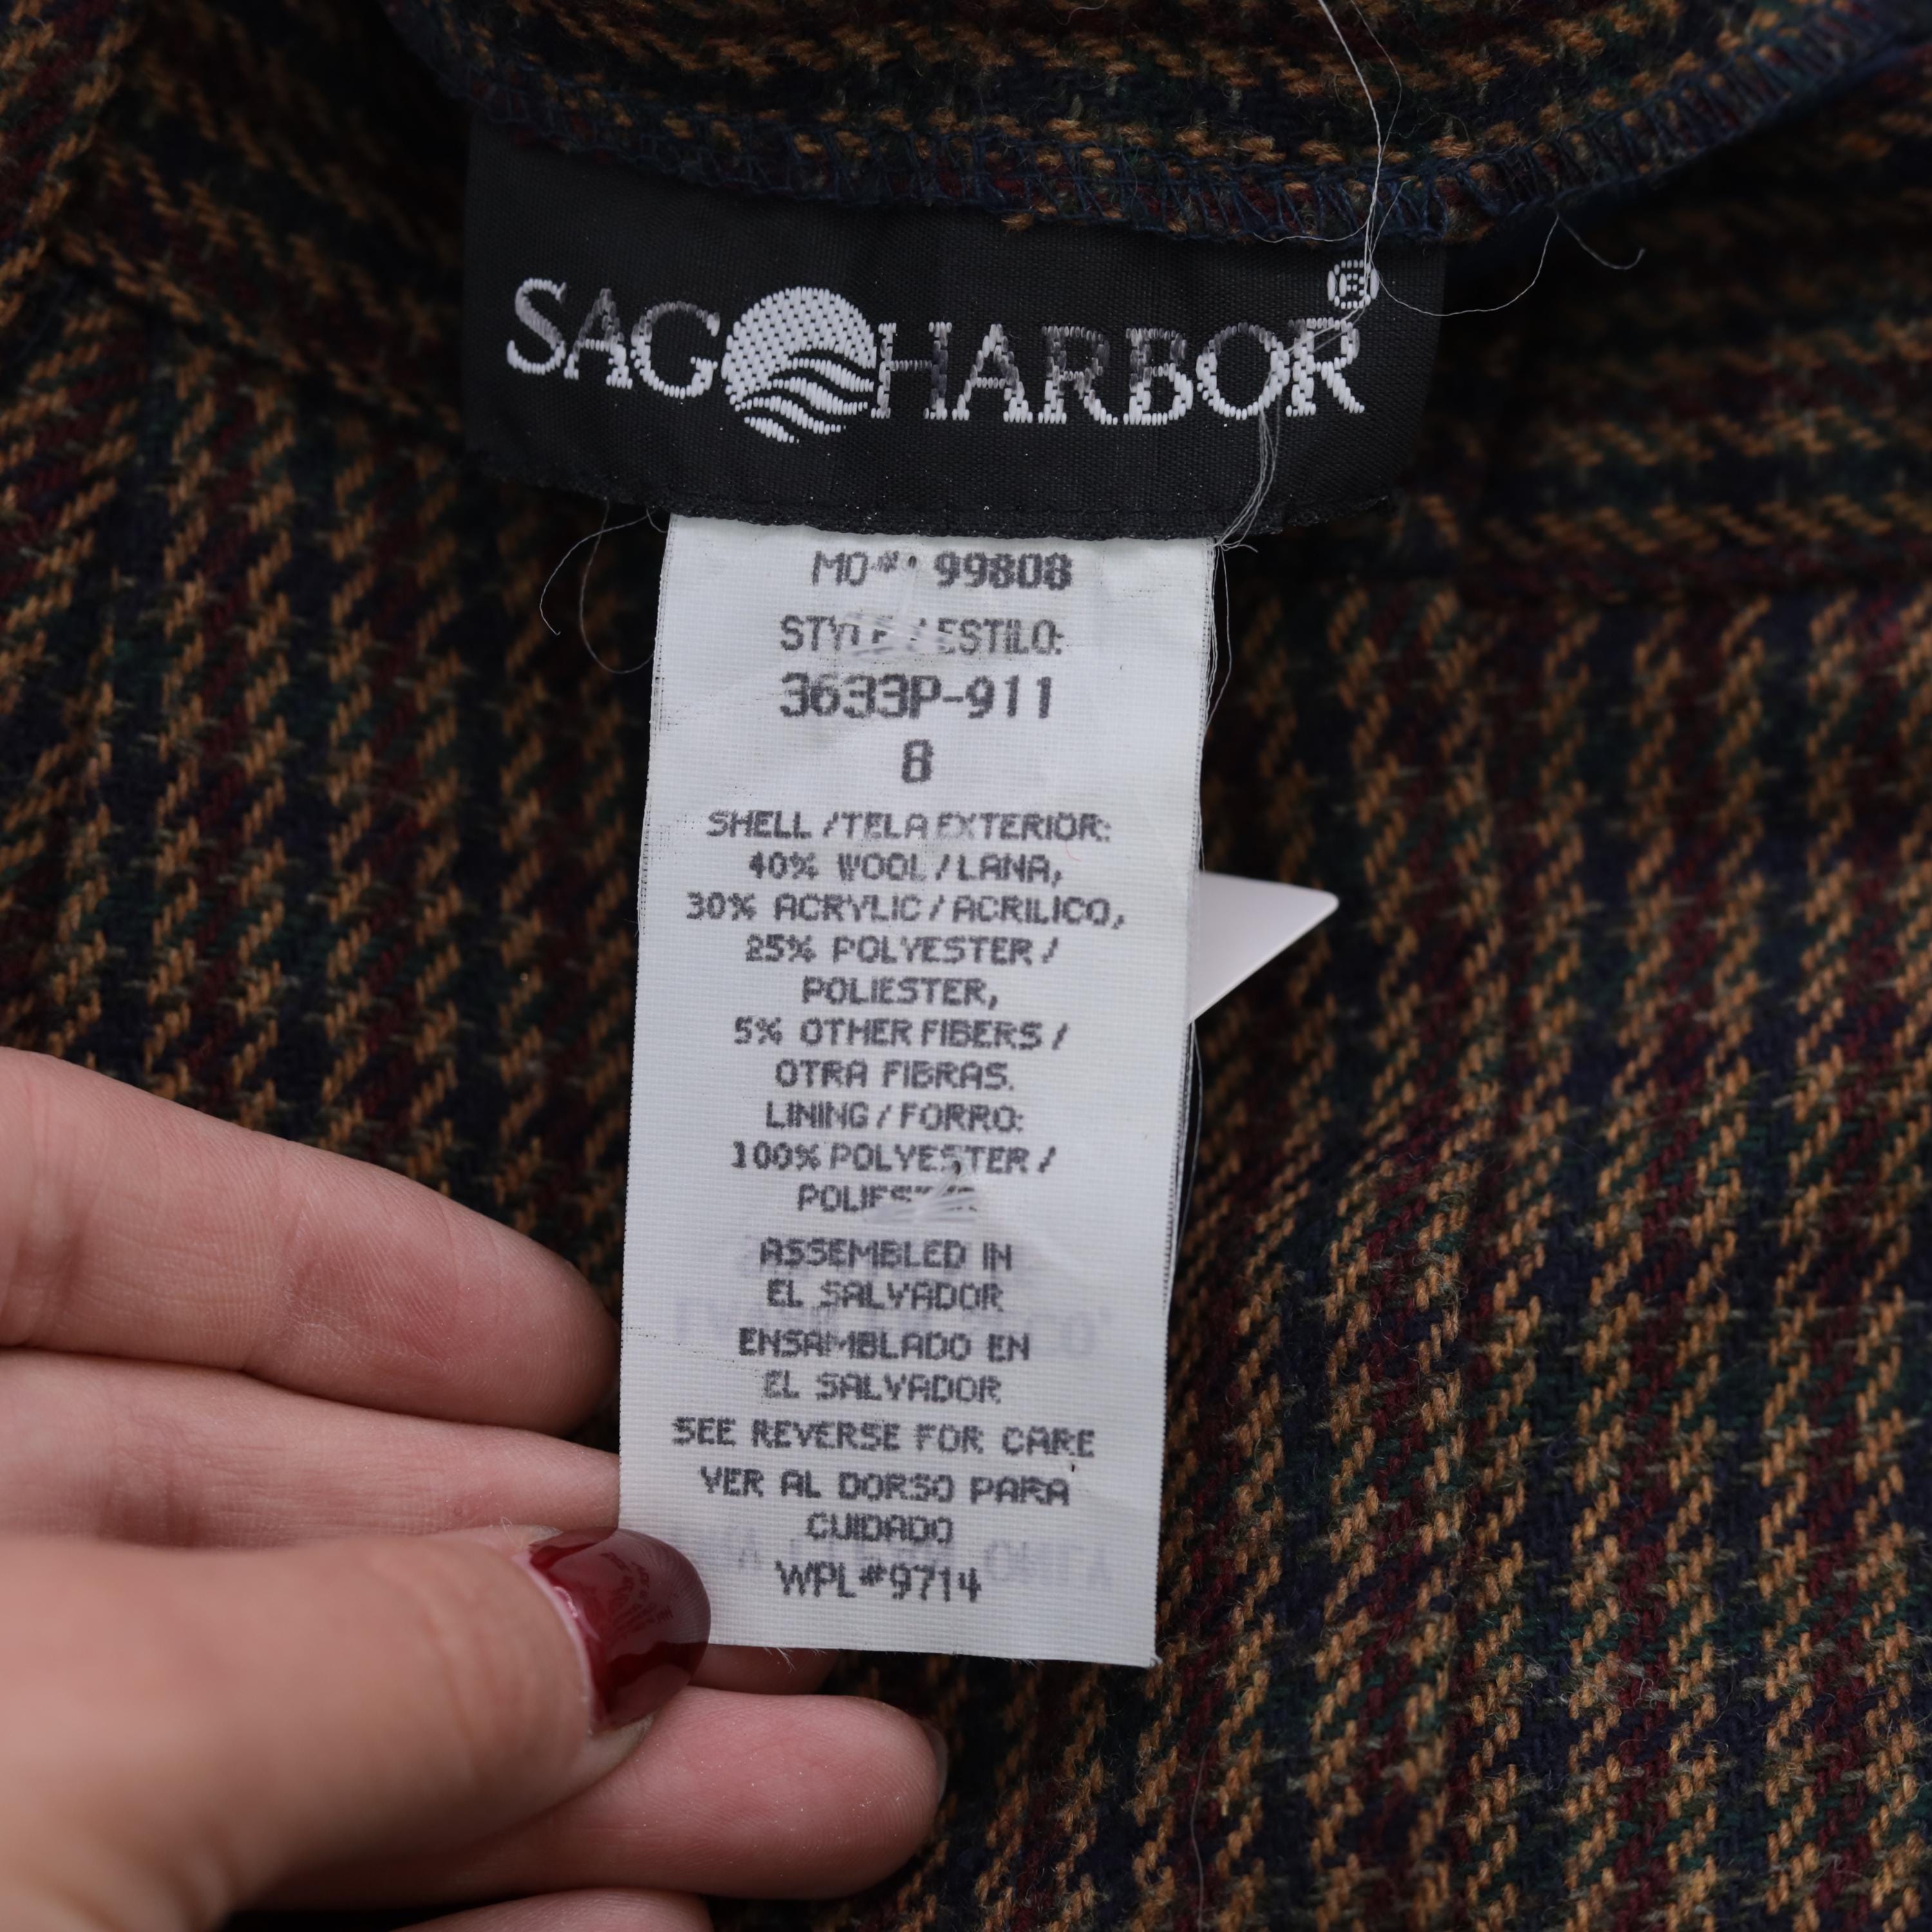 SAG HARBOR®
MO# 99808
STYLE / ESTILO:
3633P-911
8
SHELL / TELA EXTERIOR:
40% WOOL / LANA,
30% ACRYLIC / ACRILICO,
25% POLYESTER /
POLIESTER,
5% OTHER FIBERS /
OTRA FIBRAS.
LINING / FORRO:
100% POLYESTER /
POLIESTER
ASSEMBLED IN
EL SALVADOR
ENSAMBLADO EN
EL SALVADOR
SEE REVERSE FOR CARE
VER AL DORSO PARA
CUIDADO
WPL#9714